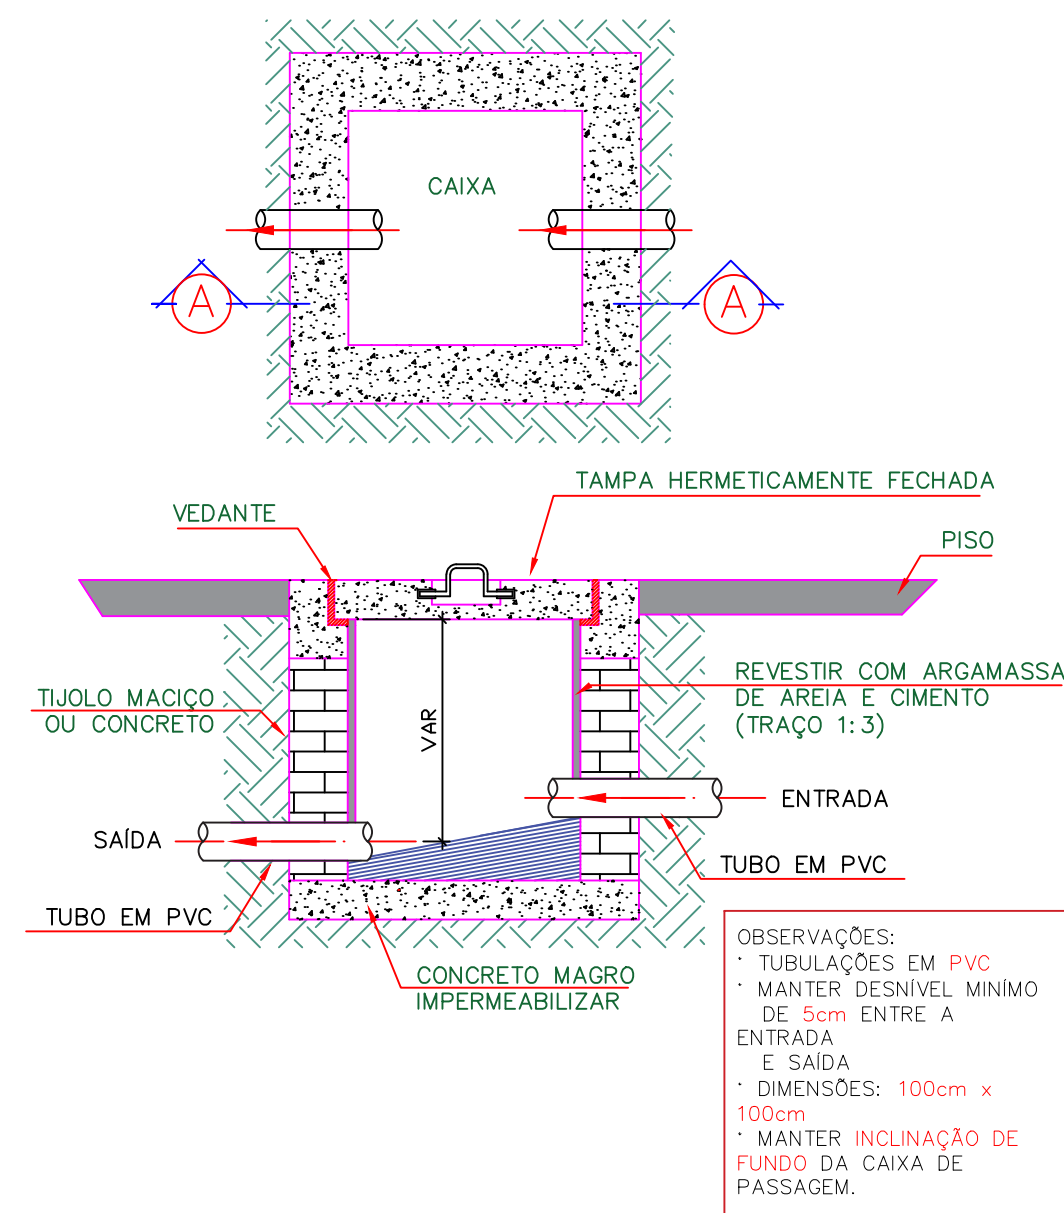 CAIXA
A
A
TAMPA HERMETICAMENTE FECHADA
VEDANTE
PISO
REVESTIR COM ARGAMASSA
DE AREIA E CIMENTO
(TRAÇO 1:3)
TIJOLO MACIÇO
OU CONCRETO
VAR
ENTRADA
SAÍDA
TUBO EM PVC
TUBO EM PVC
CONCRETO MAGRO
IMPERMEABILIZAR
OBSERVAÇÕES:
· TUBULAÇÕES EM PVC
· MANTER DESNÍVEL MINÍMO
DE 5cm ENTRE A
ENTRADA
E SAÍDA
· DIMENSÕES: 100cm x
100cm
· MANTER INCLINAÇÃO DE
FUNDO DA CAIXA DE
PASSAGEM.